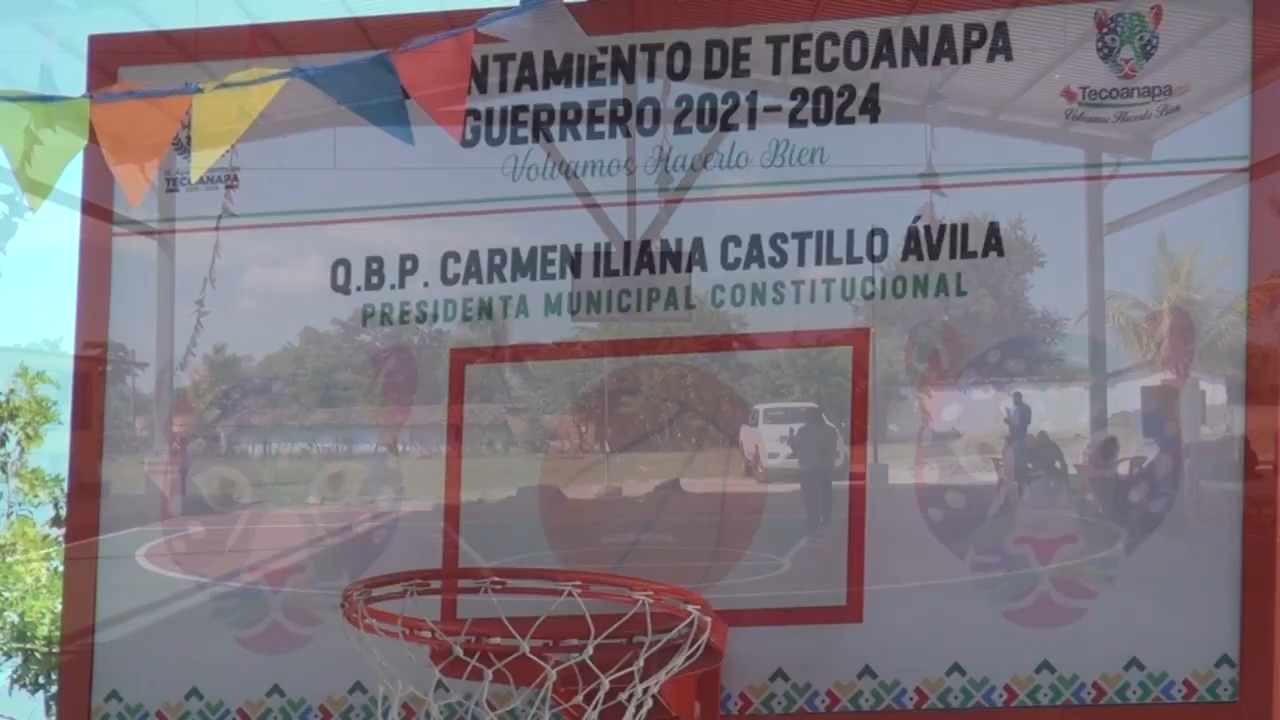 NTAMIENTO DE TECOANAPA
GUERRERO 2021-2024
Volvamos Hacerlo Bien
Tecoanapa
Volvamos Hacerlo Bien
TECOANAPA
Q.B.P. CARMEN ILIANA CASTILLO ÁVILA
PRESIDENTA MUNICIPAL CONSTITUCIONAL